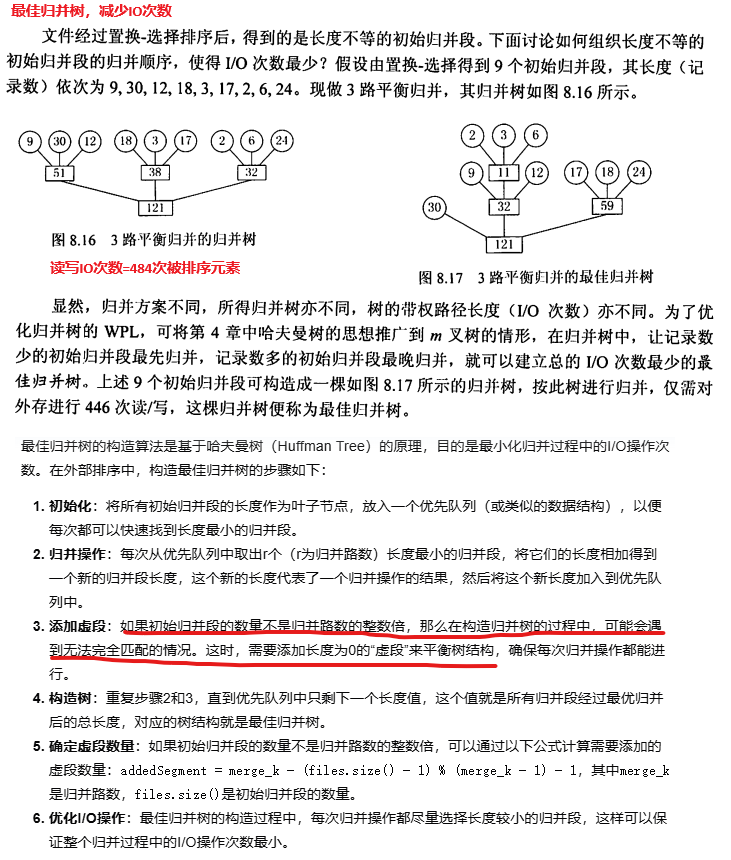 最佳归并树，减少IO次数
文件经过置换-选择排序后，得到的是长度不等的初始归并段。下面讨论如何组织长度不等的
初始归并段的归并顺序，使得 I/O 次数最少？假设由置换-选择得到 9 个初始归并段，其长度（记
录数）依次为 9, 30, 12, 18, 3, 17, 2, 6, 24。现做 3 路平衡归并，其归并树如图 8.16 所示。
9 30 12 18 3 17 2 6 24
51 38 32
121
图 8.16 3 路平衡归并的归并树
读写IO次数=484次被排序元素
2 3 6
9 11 12 17 18 24
30 32 59
121
图 8.17 3 路平衡归并的最佳归并树
显然，归并方案不同，所得归并树亦不同，树的带权路径长度（I/O 次数）亦不同。为了优
化归并树的 WPL，可将第 4 章中哈夫曼树的思想推广到 m 叉树的情形，在归并树中，让记录数
少的初始归并段最先归并，记录数多的初始归并段最晚归并，就可以建立总的 I/O 次数最少的最
佳归并树。上述 9 个初始归并段可构造成一棵如图 8.17 所示的归并树，按此树进行归并，仅需对
外存进行 446 次读/写，这棵归并树便称为最佳归并树。
最佳归并树的构造算法是基于哈夫曼树（Huffman Tree）的原理，目的是最小化归并过程中的I/O操作次
数。在外部排序中，构造最佳归并树的步骤如下：
1. 初始化：将所有初始归并段的长度作为叶子节点，放入一个优先队列（或类似的数据结构），以便
每次都可以快速找到长度最小的归并段。
2. 归并操作：每次从优先队列中取出r个（r为归并路数）长度最小的归并段，将它们的长度相加得到
一个新的归并段长度，这个新的长度代表了一个归并操作的结果，然后将这个新长度加入到优先队
列中。
3. 添加虚段：如果初始归并段的数量不是归并路数的整数倍，那么在构造归并树的过程中，可能会遇
到无法完全匹配的情况。这时，需要添加长度为0的“虚段”来平衡树结构，确保每次归并操作都能进
行。
4. 构造树：重复步骤2和3，直到优先队列中只剩下一个长度值，这个值就是所有归并段经过最优归并
后的总长度，对应的树结构就是最佳归并树。
5. 确定虚段数量：如果初始归并段的数量不是归并路数的整数倍，可以通过以下公式计算需要添加的
虚段数量：addedSegment = merge_k - (files.size() - 1) % (merge_k - 1) - 1，其中merge_k
是归并路数，files.size()是初始归并段的数量。
6. 优化I/O操作：最佳归并树的构造过程中，每次归并操作都尽量选择长度较小的归并段，这样可以保
证整个归并过程中的I/O操作次数最小。